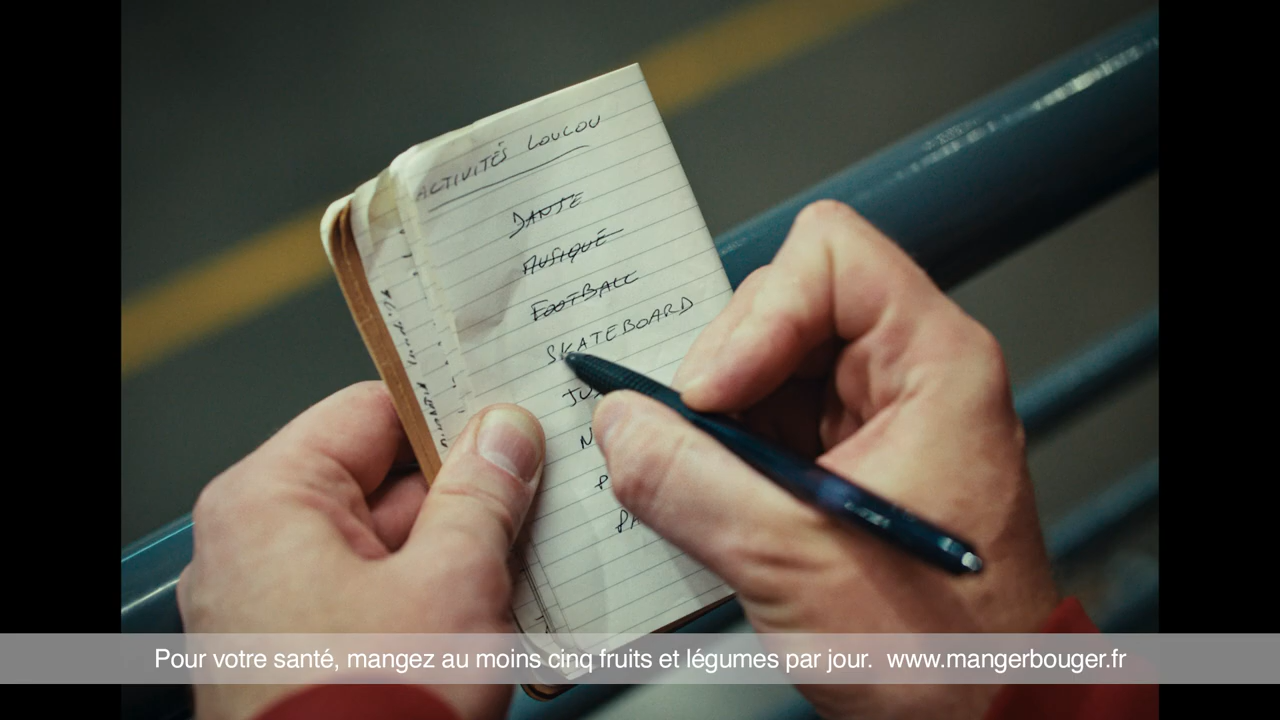 ACTIVITÉS LOULOU
DANSE
MUSIQUE
FOOTBALL
SKATEBOARD
Pour votre santé, mangez au moins cinq fruits et légumes par jour. www.mangerbouger.fr